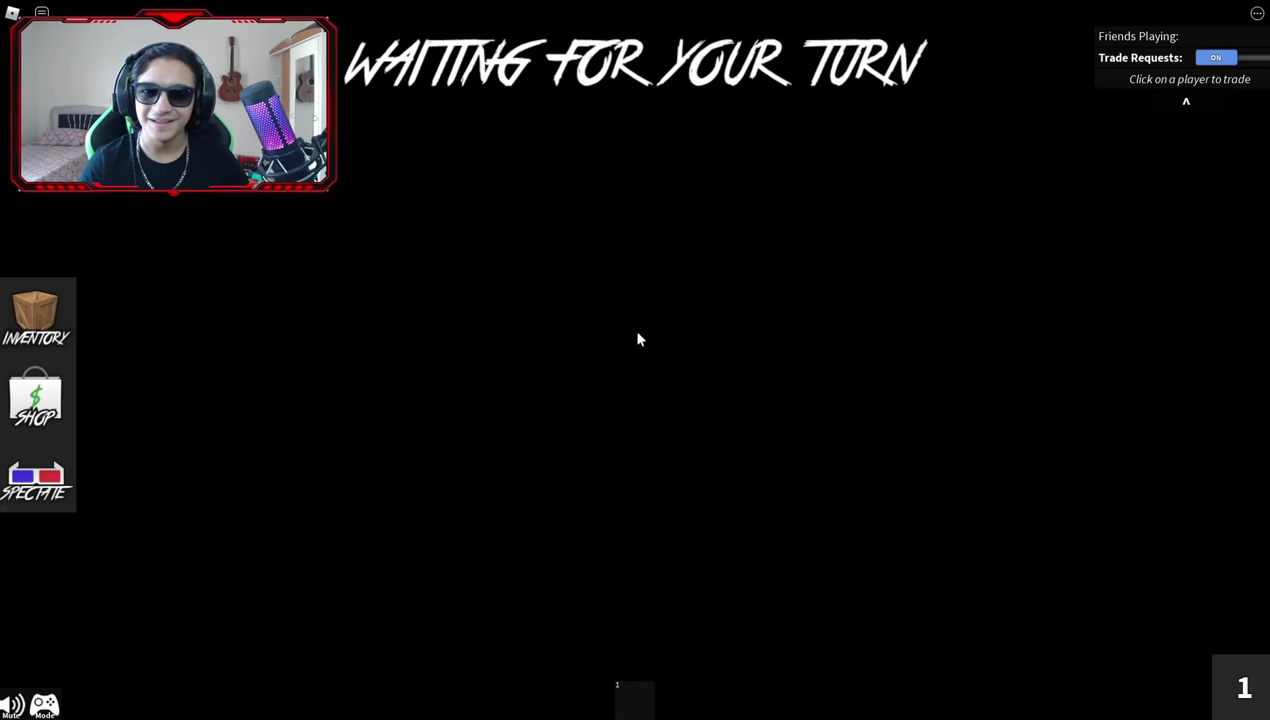 WAITING FOR YOUR TURN
Friends Playing:
Trade Requests: ON
Click on a player to trade
INVENTORY
$
SHOP
SPECTATE
Mute
Mode
1
1